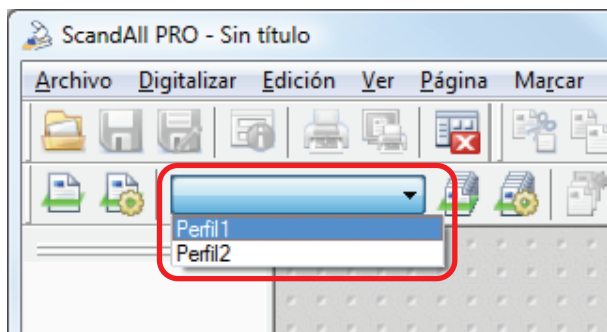 ScandAll PRO - Sin título
Archivo Digitalizar Edición Ver Página Marcar
Perfil1
Perfil2